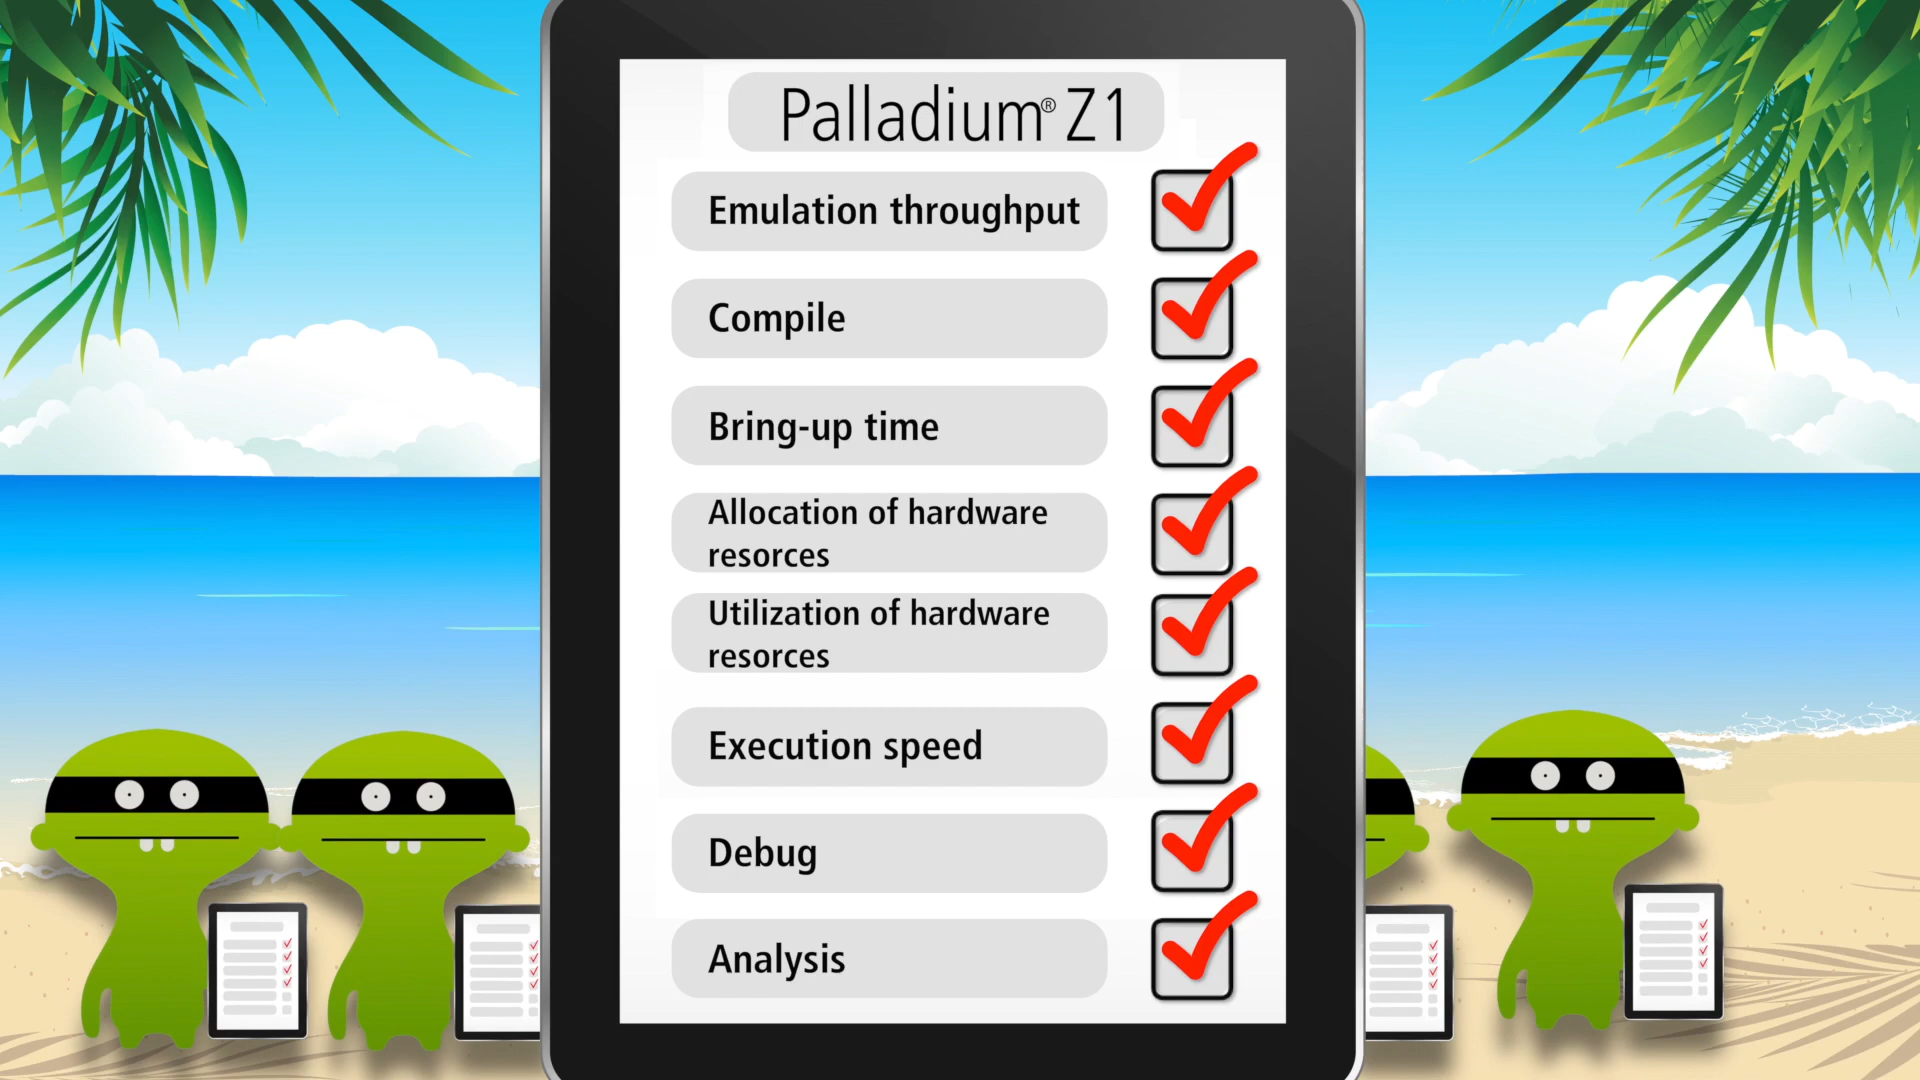 Palladium® Z1
Emulation throughput
Compile
Bring-up time
Allocation of hardware
resorces
Utilization of hardware
resorces
Execution speed
Debug
Analysis